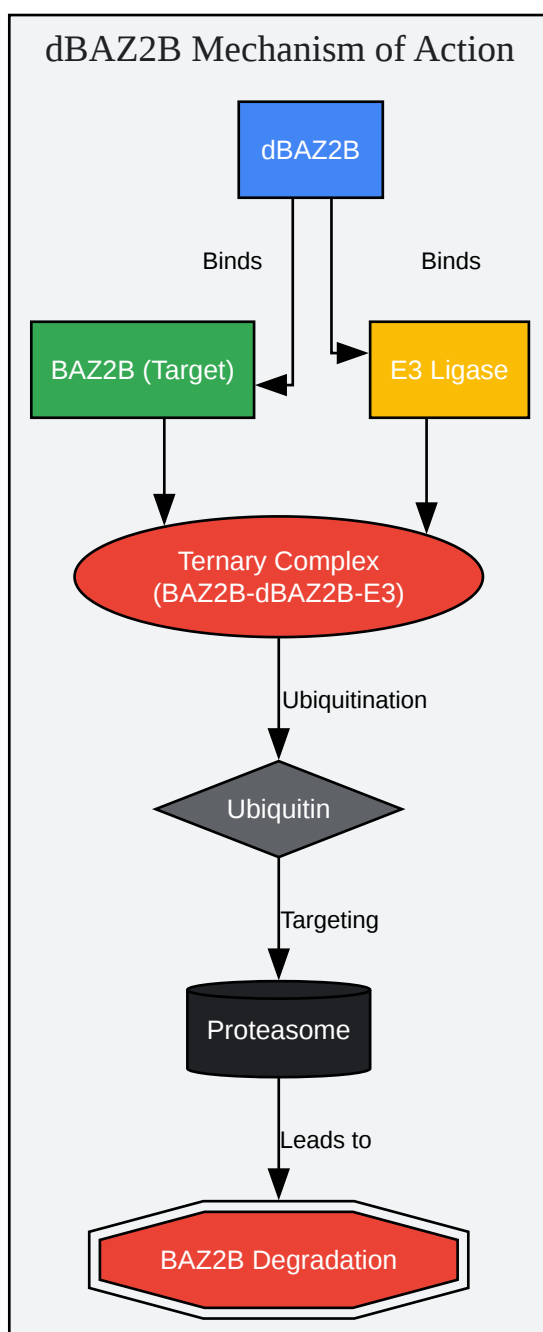 dBAZ2B Mechanism of Action
dBAZ2B
Binds
Binds
BAZ2B (Target)
E3 Ligase
Ternary Complex
(BAZ2B-dBAZ2B-E3)
Ubiquitination
Ubiquitin
Targeting
Proteasome
Leads to
BAZ2B Degradation